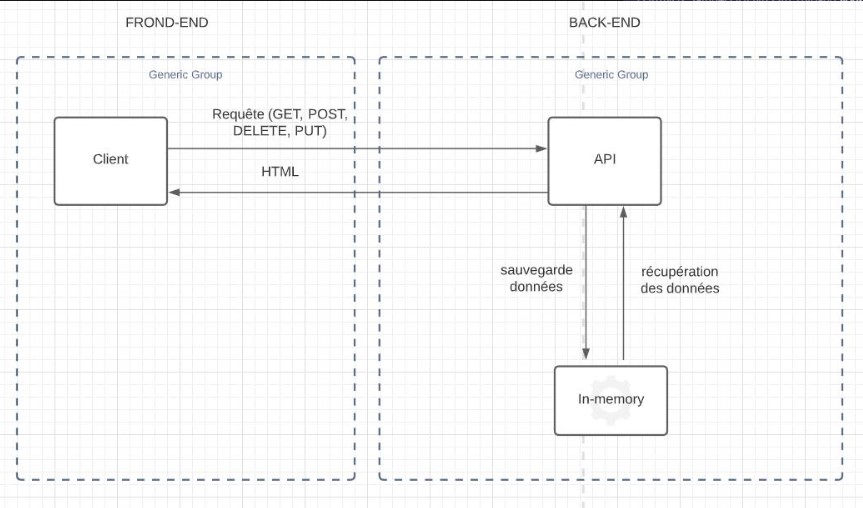 FROND-END
BACK-END
Generic Group
Generic Group
Requête (GET, POST,
DELETE, PUT)
Client
API
HTML
sauvegarde
données
récupération
des données
In-memory